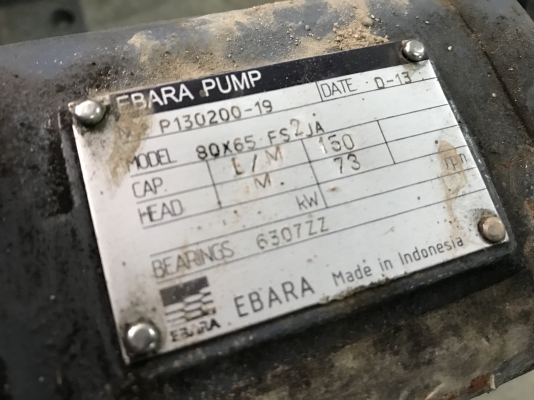 EBARA PUMP
P130200-19 DATE D-13
MODEL 80X65 FS2JA
CAP. L/M 150
HEAD M 73
kW min
BEARINGS 6307ZZ
EBARA EBARA Made in Indonesia